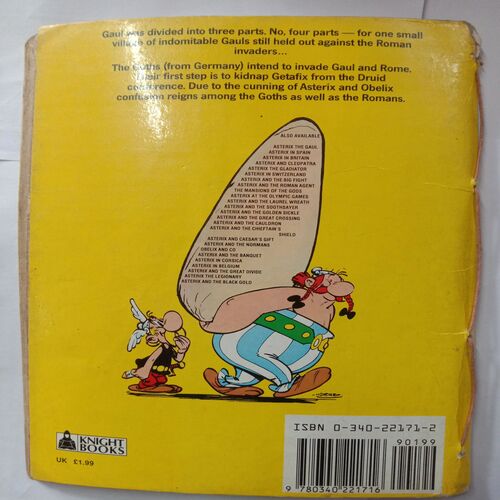 Gaul was divided into three parts. No, four parts — for one small
village of indomitable Gauls still held out against the Roman
invaders...
The Goths (from Germany) intend to invade Gaul and Rome.
Their first step is to kidnap Getafix from the Druid
conference. Due to the cunning of Asterix and Obelix
confusion reigns among the Goths as well as the Romans.
ALSO AVAILABLE
ASTERIX THE GAUL
ASTERIX IN SPAIN
ASTERIX IN BRITAIN
ASTERIX AND CLEOPATRA
ASTERIX THE GLADIATOR
ASTERIX IN SWITZERLAND
ASTERIX AND THE BIG FIGHT
ASTERIX AND THE ROMAN AGENT
THE MANSIONS OF THE GODS
ASTERIX AT THE OLYMPIC GAMES
ASTERIX AND THE LAUREL WREATH
ASTERIX AND THE SOOTHSAYER
ASTERIX AND THE GOLDEN SICKLE
ASTERIX AND THE GREAT CROSSING
ASTERIX AND THE CAULDRON
ASTERIX AND THE CHIEFTAIN'S
SHIELD
ASTERIX AND CAESAR'S GIFT
ASTERIX AND THE NORMANS
OBELIX AND CO
ASTERIX AND THE BANQUET
ASTERIX IN CORSICA
ASTERIX IN BELGIUM
ASTERIX AND THE GREAT DIVIDE
ASTERIX THE LEGIONARY
ASTERIX AND THE BLACK GOLD
ISBN 0-340-22171-2
90199
9 780340 221716
KNIGHT
BOOKS
UK £1.99